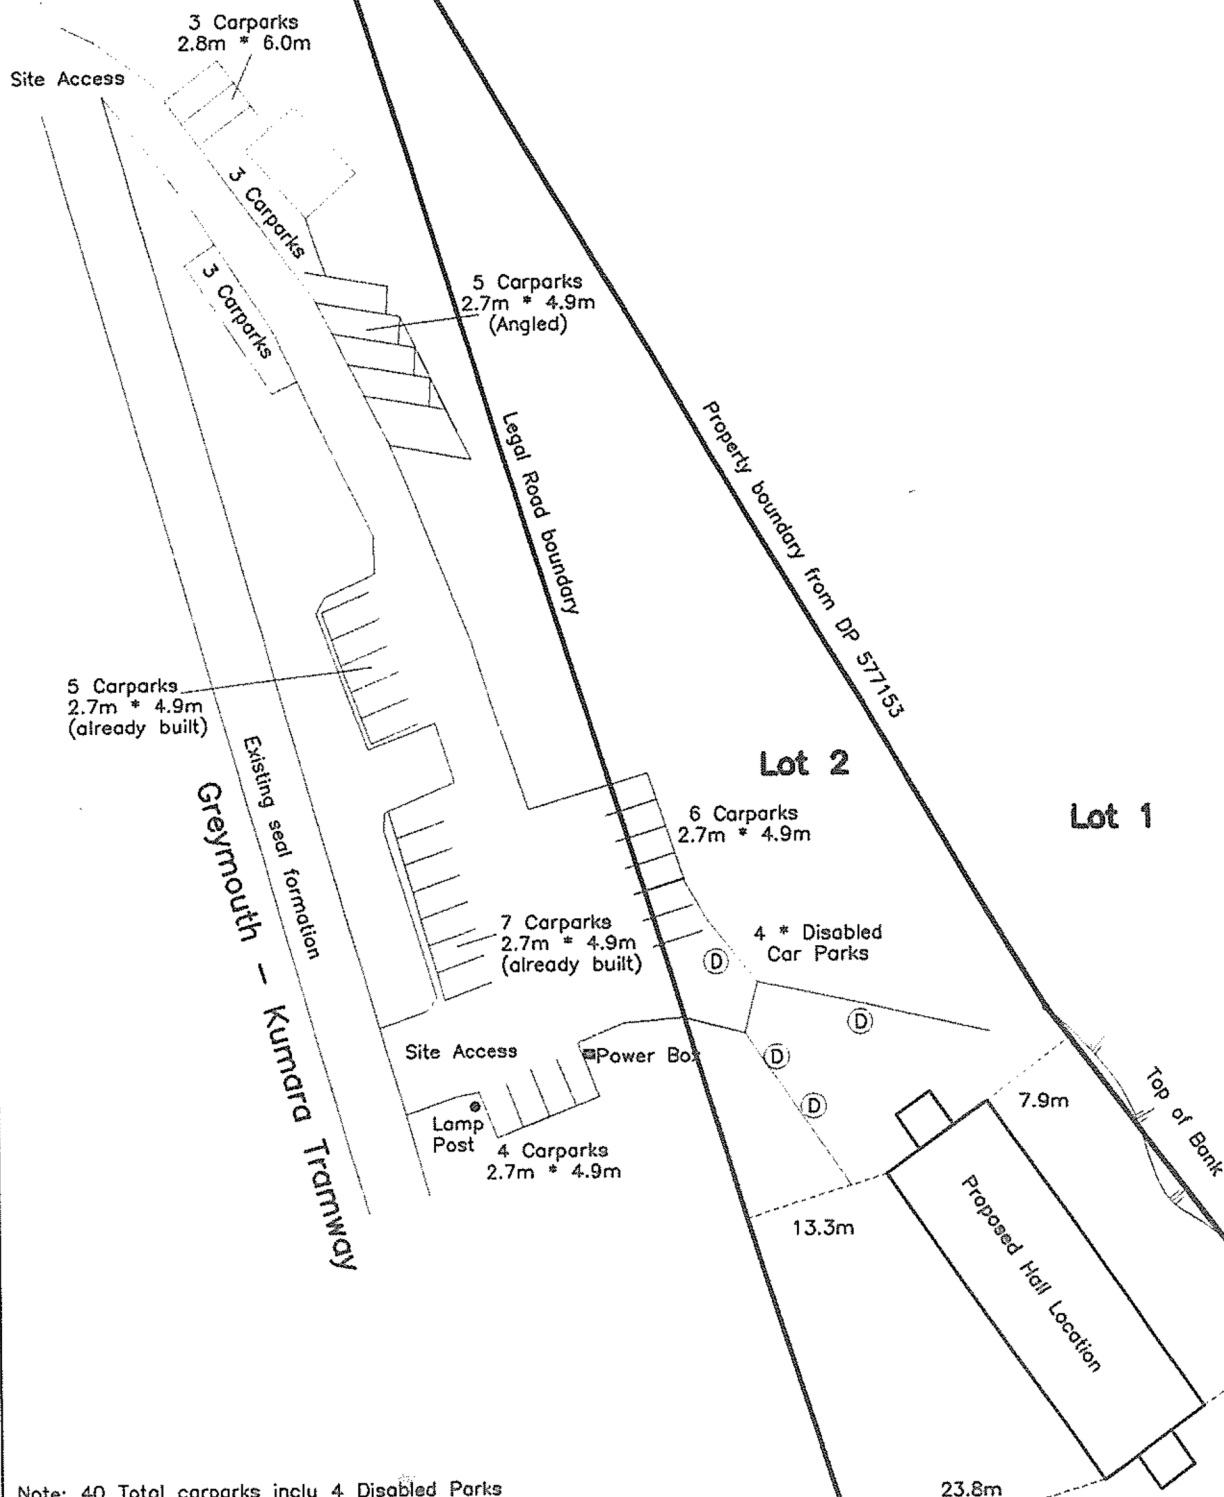 3 Carparks
2.8m * 6.0m
Site Access
3 Carparks
3 Carparks
5 Carparks
2.7m * 4.9m
(Angled)
Legal Road boundary
Property boundary from DP 577153
5 Carparks
2.7m * 4.9m
(already built)
Existing seal formation
Greymouth – Kumara Tramway
Lot 2
Lot 1
6 Carparks
2.7m * 4.9m
7 Carparks
2.7m * 4.9m
(already built)
4 * Disabled
Car Parks
D
D
D
D
Site Access
Power Box
Lamp
Post
4 Carparks
2.7m * 4.9m
7.9m
Top of Bank
13.3m
Proposed Hall Location
23.8m
Note: 40 Total carparks inclu 4 Disabled Parks